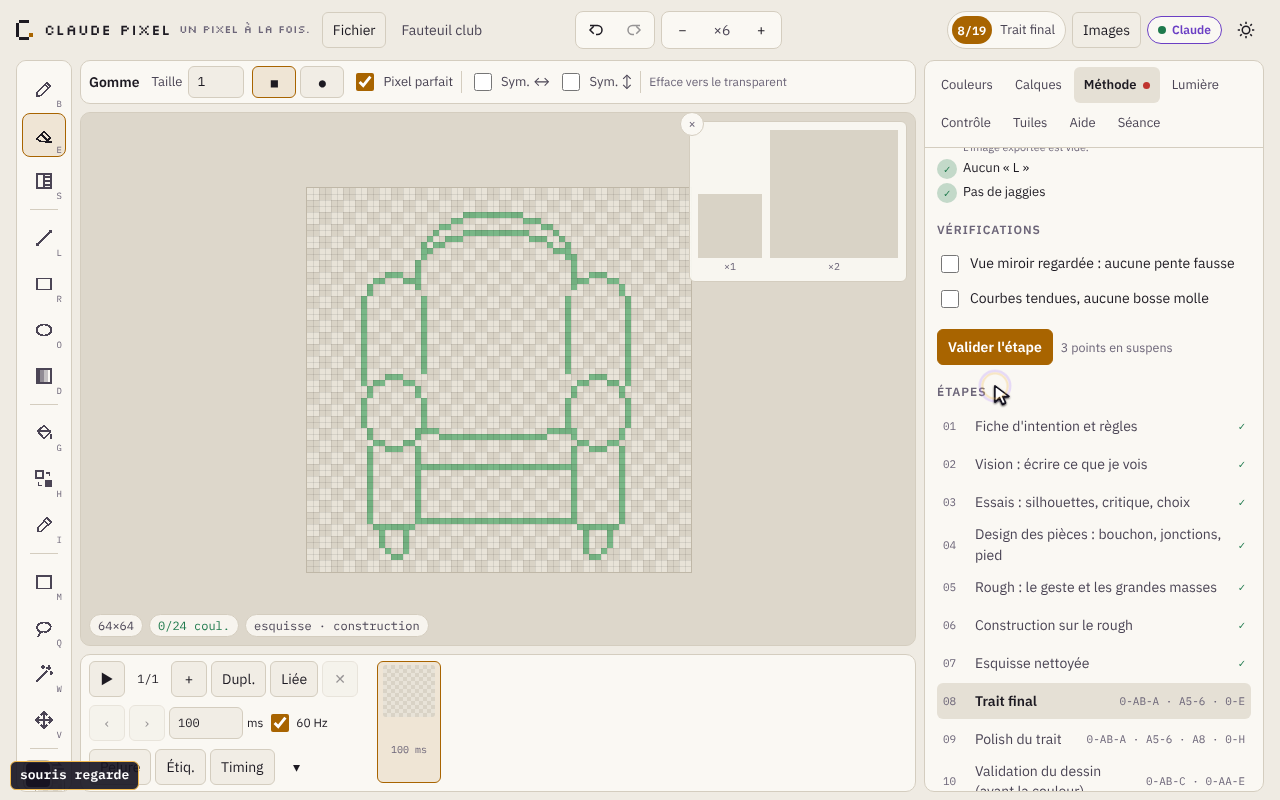 CLAUDE PIXEL UN PIXEL À LA FOIS. Fichier Fauteuil club − ×6 + 8/19 Trait final Images Claude
Gomme Taille 1 Pixel parfait Sym. Sym. Efface vers le transparent
Couleurs Calques Méthode Lumière
Contrôle Tuiles Aide Séance
B
E
S
L
R
O
D
G
H
I
M
Q
W
V
×1 ×2
64×64 0/24 coul. esquisse · construction
L'image exportée est vide.
Aucun « L »
Pas de jaggies
VÉRIFICATIONS
Vue miroir regardée : aucune pente fausse
Courbes tendues, aucune bosse molle
Valider l'étape 3 points en suspens
ÉTAPES
01 Fiche d'intention et règles ✓
02 Vision : écrire ce que je vois ✓
03 Essais : silhouettes, critique, choix ✓
04 Design des pièces : bouchon, jonctions, pied ✓
05 Rough : le geste et les grandes masses ✓
06 Construction sur le rough ✓
07 Esquisse nettoyée ✓
08 Trait final 0-AB-A · A5-6 · 0-E
09 Polish du trait 0-AB-A · A5-6 · A8 · 0-H
10 Validation du dessin 0-AB-C · 0-AA-E
(avant la couleur)
1/1 + Dupl. Liée ×
‹ › 100 ms 60 Hz
100 ms
Étiq. Timing ▼
souris regarde